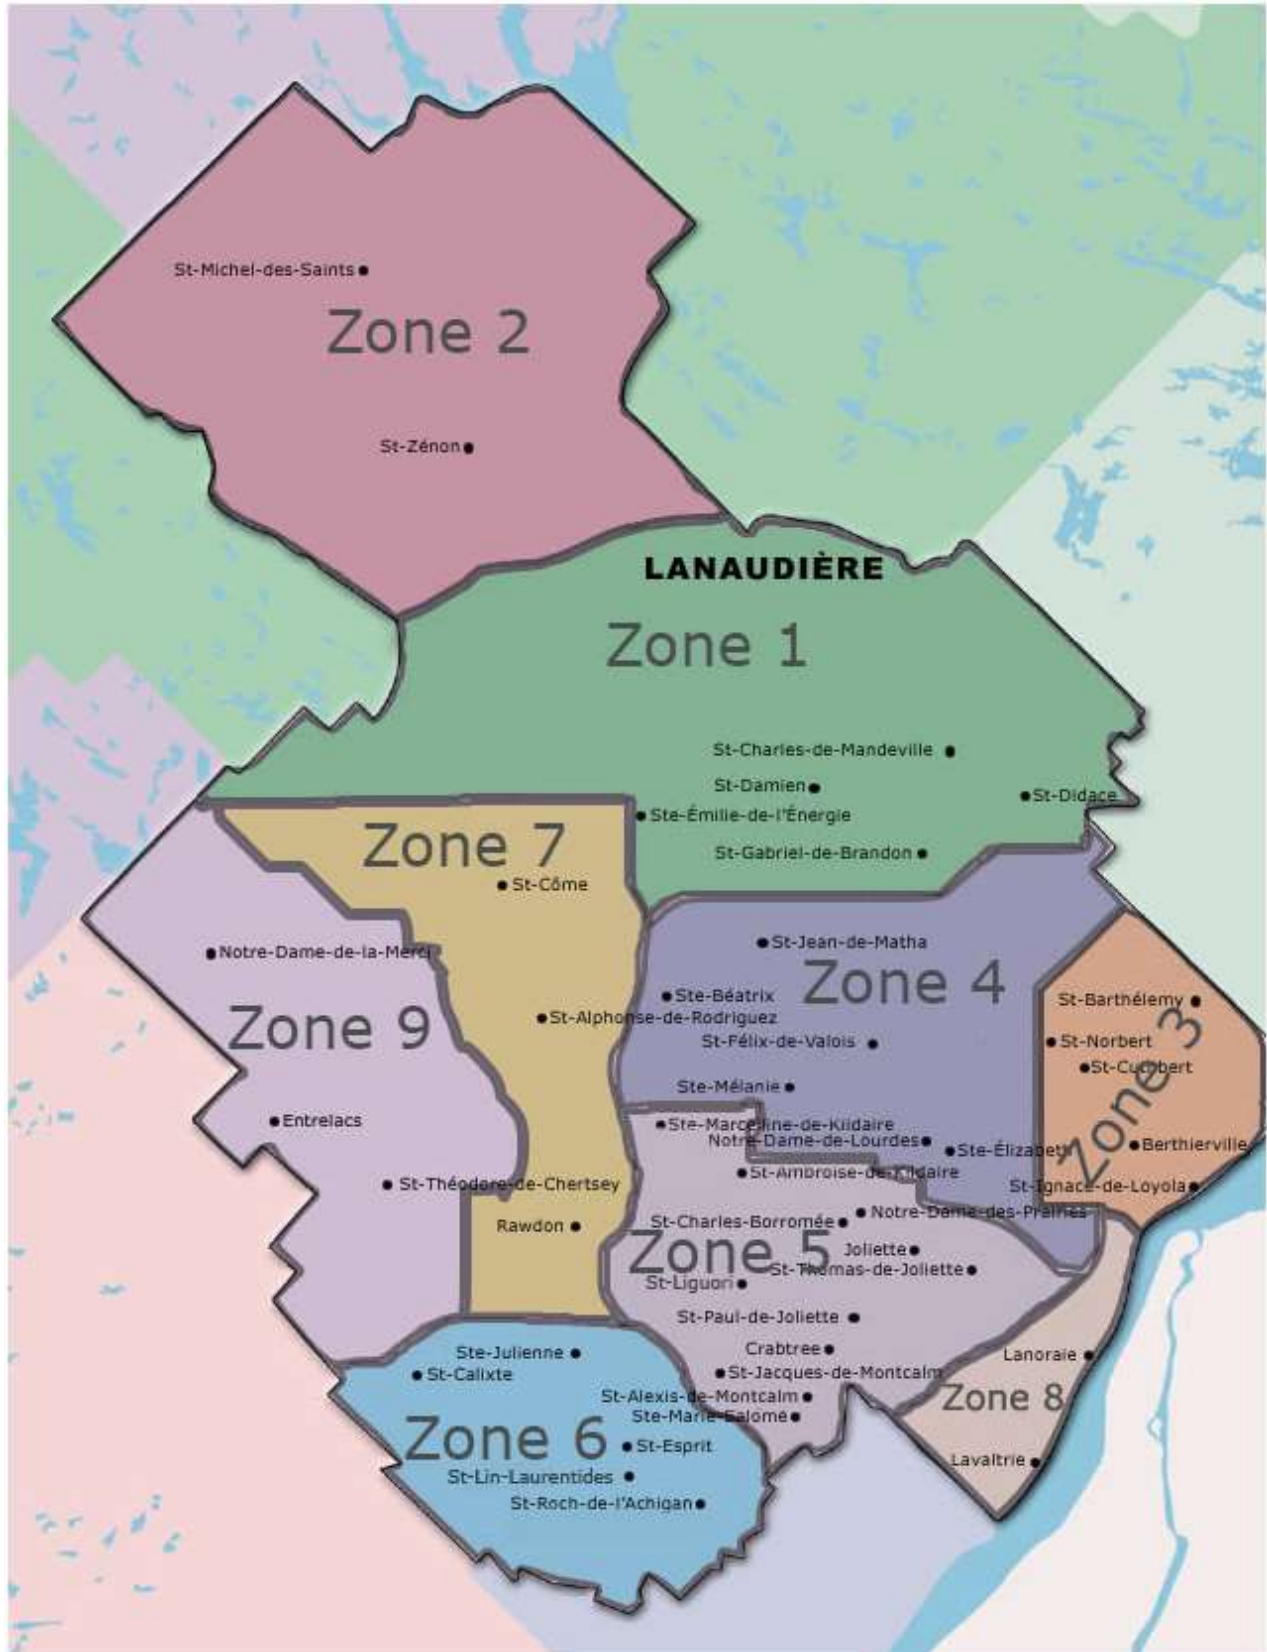 St-Michel-des-Saints
Zone 2
St-Zénon
LANAUDIÈRE
Zone 1
St-Charles-de-Mandeville
St-Damien
St-Didace
Ste-Émilie-de-l'Énergie
Zone 7
St-Gabriel-de-Brandon
St-Côme
St-Jean-de-Matha
Notre-Dame-de-la-Merci
Zone 4
Ste-Béatrix
St-Barthélemy
St-Alphonse-de-Rodriguez
Zone 9
St-Félix-de-Valois
St-Norbert
St-Cuthbert
Zone 3
Ste-Mélanie
Entrelacs
Ste-Marcelline-de-Kildaire
Notre-Dame-de-Lourdes
Berthierville
Ste-Élizabeth
St-Ambroise-de-Kildaire
St-Théodore-de-Chertsey
St-Ignace-de-Loyola
Notre-Dame-des-Prairies
St-Charles-Borromée
Rawdon
Zone 5
Joliette
St-Thomas-de-Joliette
St-Liguori
St-Paul-de-Joliette
Crabtree
Ste-Julienne
Lanoraie
St-Calixte
St-Jacques-de-Montcalm
St-Alexis-de-Montcalm
Zone 8
Ste-Marie-Salomé
Zone 6
St-Esprit
Lavaltrie
St-Lin-Laurentides
St-Roch-de-l'Achigan